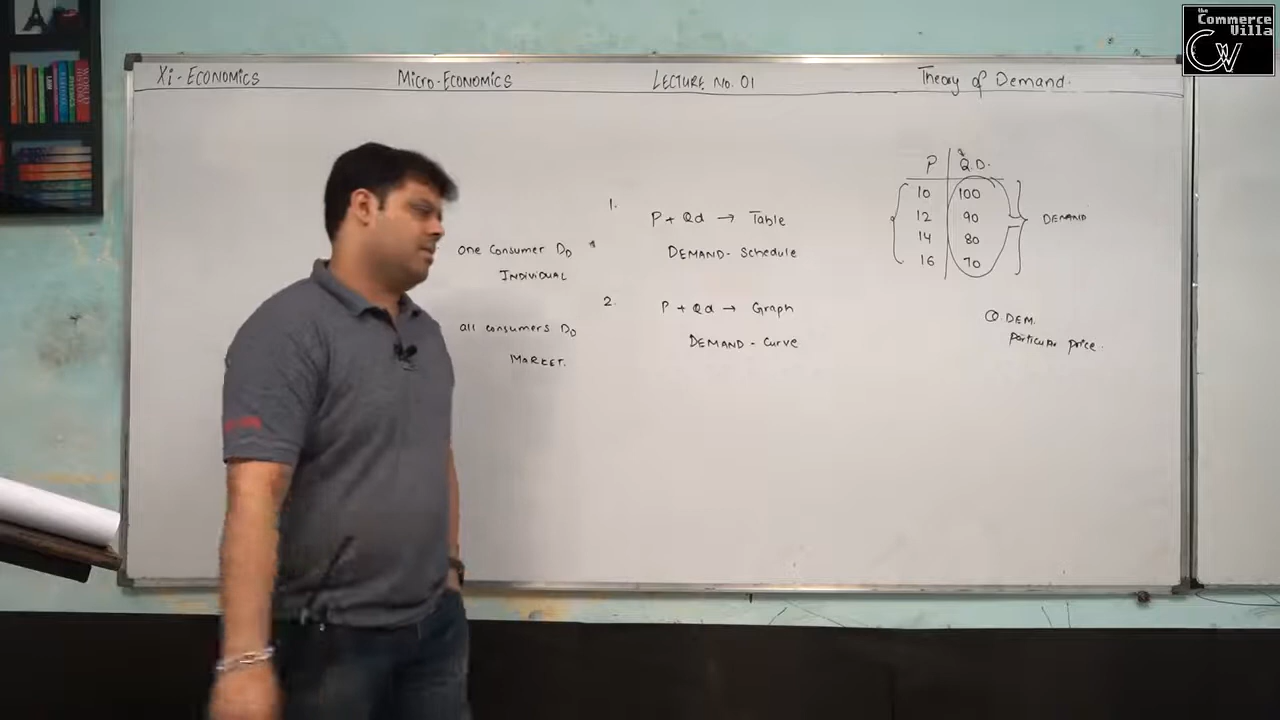 the Commerce Villa
CV
Xi - Economics Micro-Economics Lecture No. 01 Theory of Demand.
one consumer DD
INDIVIDUAL
all consumers DD
MARKET.
1. P + Qd → Table
DEMAND - Schedule
2. P + Qd → Graph
DEMAND - Curve
P Q.D.
10 100
12 90
14 80
16 70
DEMAND
Q DEM.
particular price.